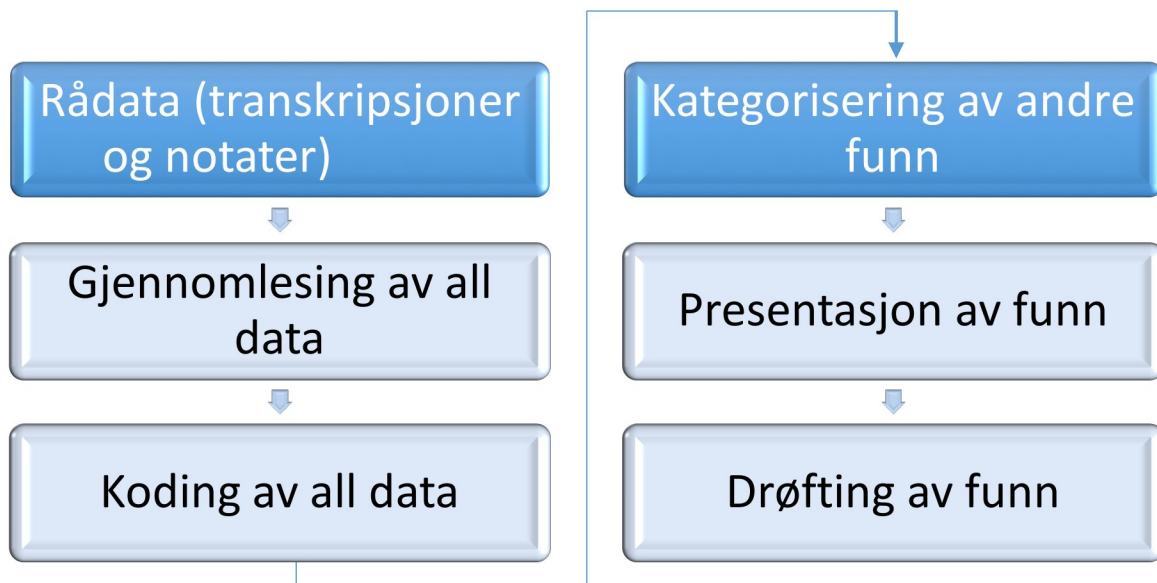 Rådata (transkripsjoner
og notater)
Gjennomlesing av all
data
Koding av all data
Kategorisering av andre
funn
Presentasjon av funn
Drøfting av funn